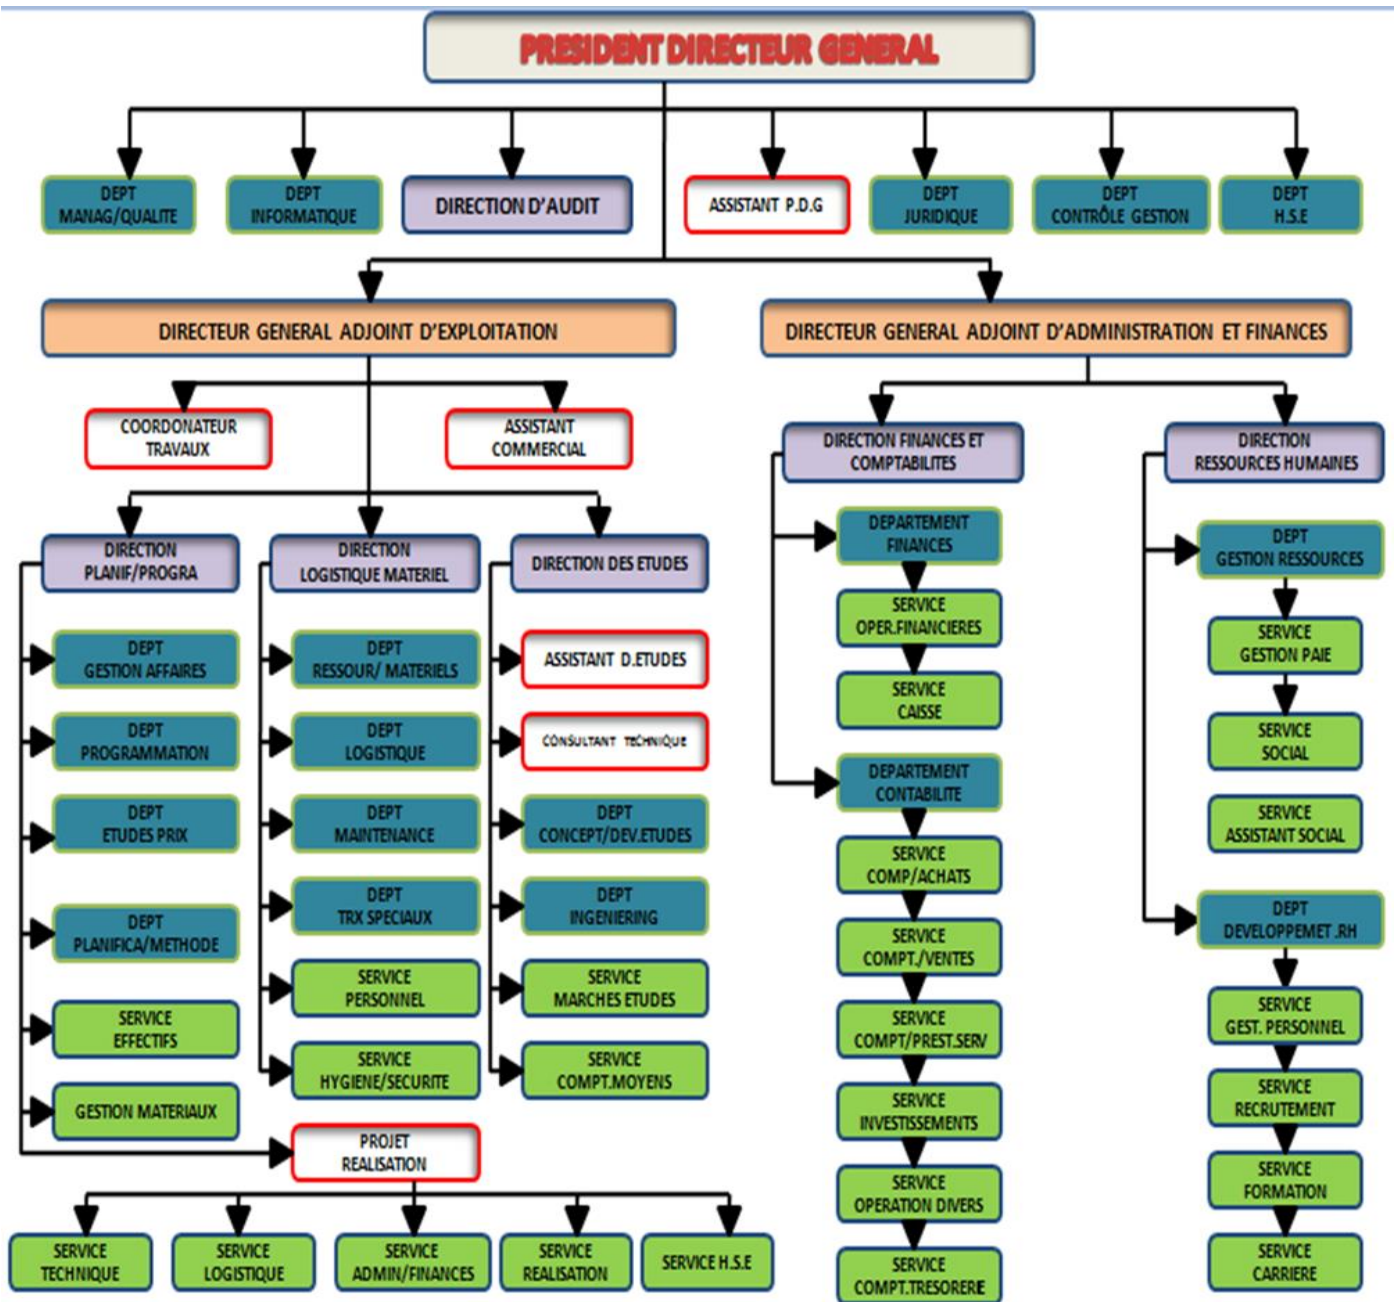 PRESIDENT DIRECTEUR GENERAL
DEPT
MANAG/QUALITE
DEPT
INFORMATIQUE
DIRECTION D'AUDIT
ASSISTANT P.D.G
DEPT
JURIDIQUE
DEPT
CONTRÔLE GESTION
DEPT
H.S.E
DIRECTEUR GENERAL ADJOINT D'EXPLOITATION
DIRECTEUR GENERAL ADJOINT D'ADMINISTRATION ET FINANCES
COORDONATEUR
TRAVAUX
ASSISTANT
COMMERCIAL
DIRECTION FINANCES ET
COMPTABILITES
DIRECTION
RESSOURCES HUMAINES
DIRECTION
PLANIF/PROGRA
DIRECTION
LOGISTIQUE MATERIEL
DIRECTION DES ETUDES
DEPT
GESTION AFFAIRES
DEPT
PROGRAMMATION
DEPT
ETUDES PRIX
DEPT
PLANIFICA/METHODE
SERVICE
EFFECTIFS
GESTION MATERIAUX
DEPT
RESSOUR/ MATERIELS
DEPT
LOGISTIQUE
DEPT
MAINTENANCE
DEPT
TRX SPECIAUX
SERVICE
PERSONNEL
SERVICE
HYGIENE/SECURITE
ASSISTANT D.ETUDES
CONSULTANT TECHNIQUE
DEPT
CONCEPT/DEV.ETUDES
DEPT
INGENIERING
SERVICE
MARCHES ETUDES
SERVICE
COMPT.MOYENS
PROJET
REALISATION
SERVICE
TECHNIQUE
SERVICE
LOGISTIQUE
SERVICE
ADMIN/FINANCES
SERVICE
REALISATION
SERVICE H.S.E
DEPARTEMENT
FINANCES
SERVICE
OPER.FINANCIERES
SERVICE
CAISSE
DEPARTEMENT
CONTABILITE
SERVICE
COMP/ACHATS
SERVICE
COMPT./VENTES
SERVICE
COMPT/PREST.SERV
SERVICE
INVESTISSEMENTS
SERVICE
OPERATION DIVERS
SERVICE
COMPT.TRESORERIE
DEPT
GESTION RESSOURCES
SERVICE
GESTION PAIE
SERVICE
SOCIAL
SERVICE
ASSISTANT SOCIAL
DEPT
DEVELOPPEMET .RH
SERVICE
GEST. PERSONNEL
SERVICE
RECRUTEMENT
SERVICE
FORMATION
SERVICE
CARRIERE